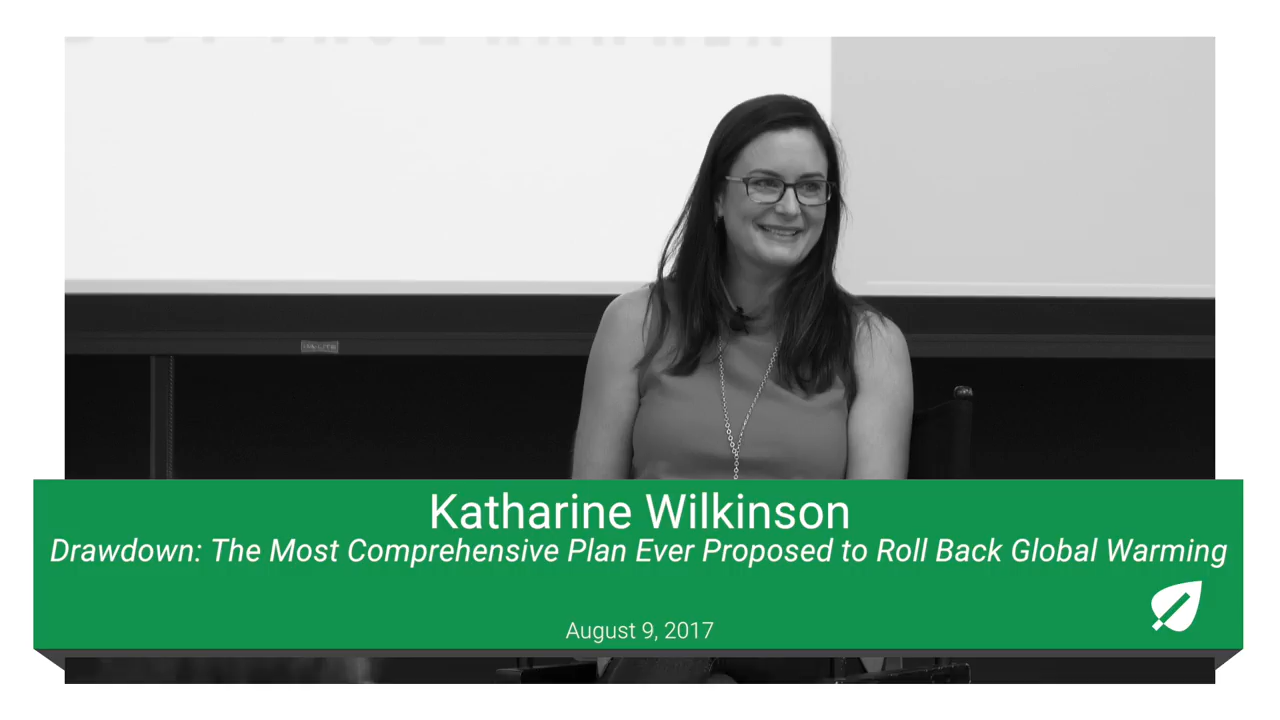 Katharine Wilkinson
Drawdown: The Most Comprehensive Plan Ever Proposed to Roll Back Global Warming
August 9, 2017